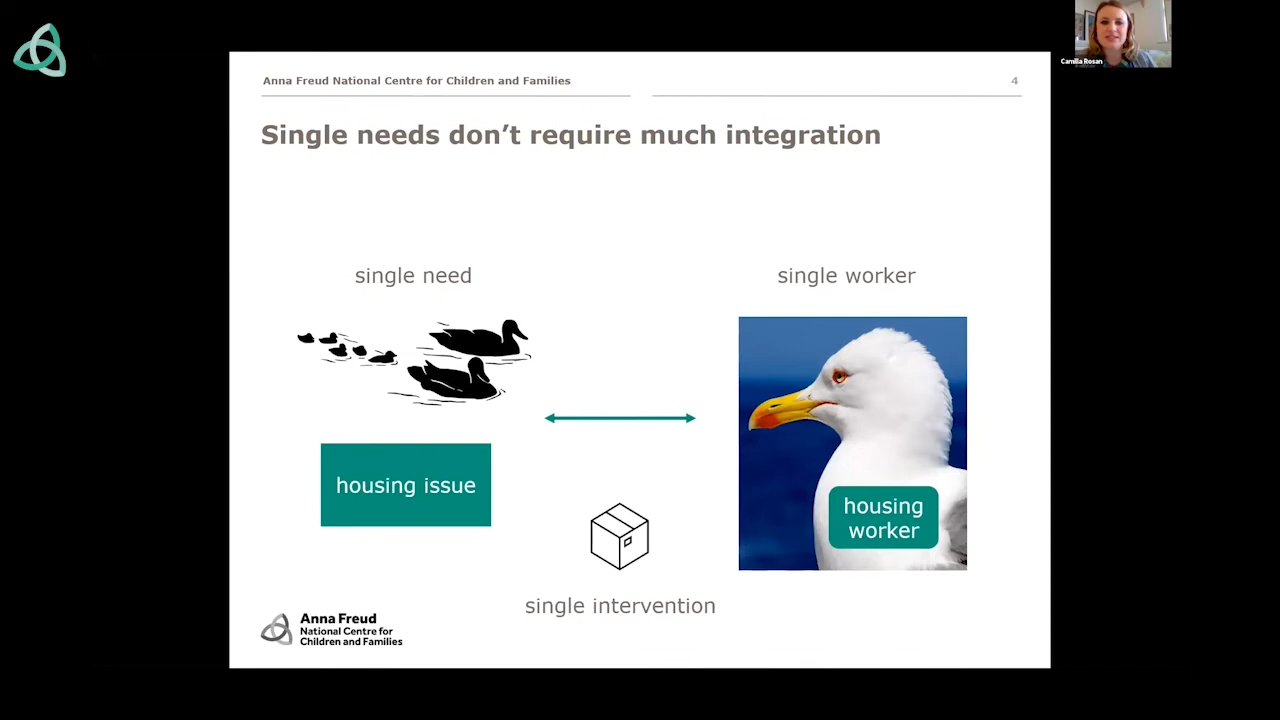 Camilla Rosan
Anna Freud National Centre for Children and Families
4
Single needs don’t require much integration
single need
single worker
housing issue
housing
worker
single intervention
Anna Freud
National Centre for
Children and Families